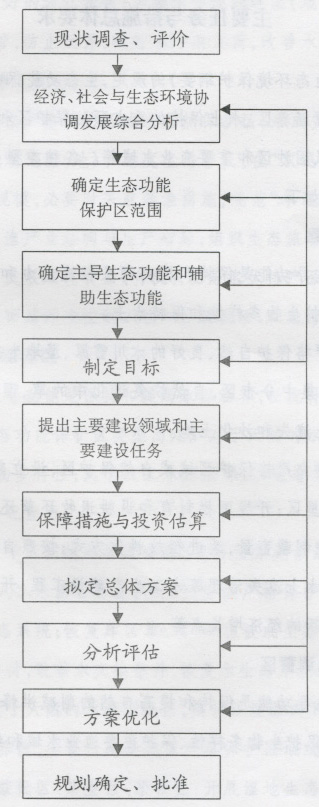 现状调查、评价
经济、社会与生态环境协
调发展综合分析
确定生态功能
保护区范围
确定主导生态功能和辅
助生态功能
制定目标
提出主要建设领域和主
要建设任务
保障措施与投资估算
拟定总体方案
分析评估
方案优化
规划确定、批准